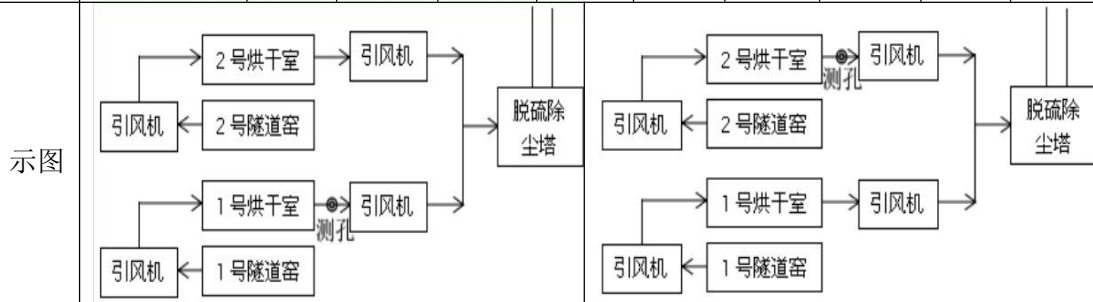 示图
2号烘干室
引风机
引风机
2号隧道窑
脱硫除
尘塔
1号烘干室
引风机
测孔
引风机
1号隧道窑
2号烘干室
引风机
测孔
引风机
2号隧道窑
脱硫除
尘塔
1号烘干室
引风机
引风机
1号隧道窑